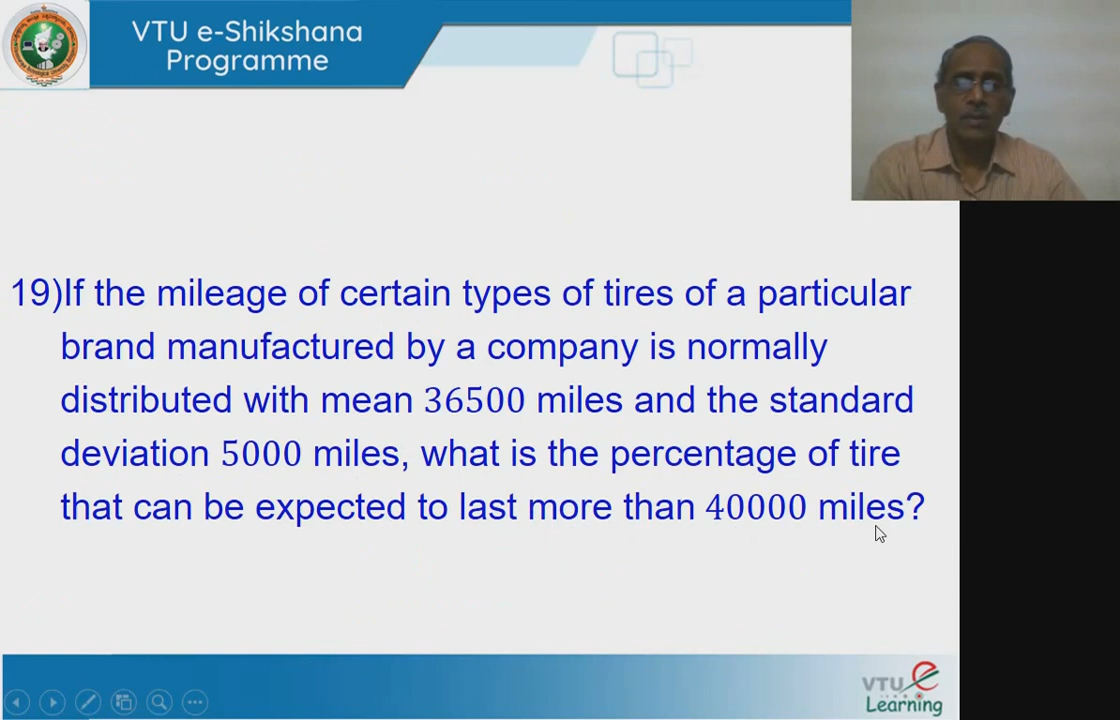 VTU e-Shikshana
Programme
19)If the mileage of certain types of tires of a particular
brand manufactured by a company is normally
distributed with mean 36500 miles and the standard
deviation 5000 miles, what is the percentage of tire
that can be expected to last more than 40000 miles?
VTU e
Learning